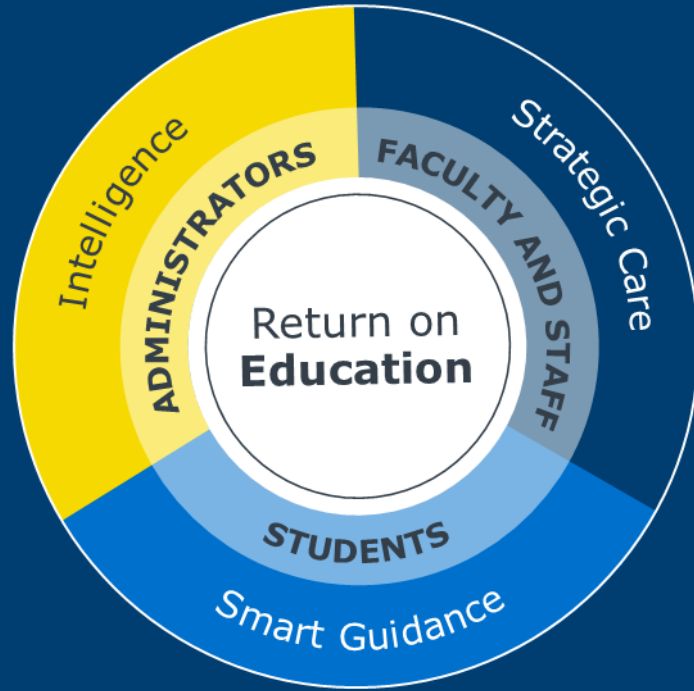 Intelligence
ADMINISTRATORS
FACULTY AND STAFF
Strategic Care
Return on
Education
STUDENTS
Smart Guidance